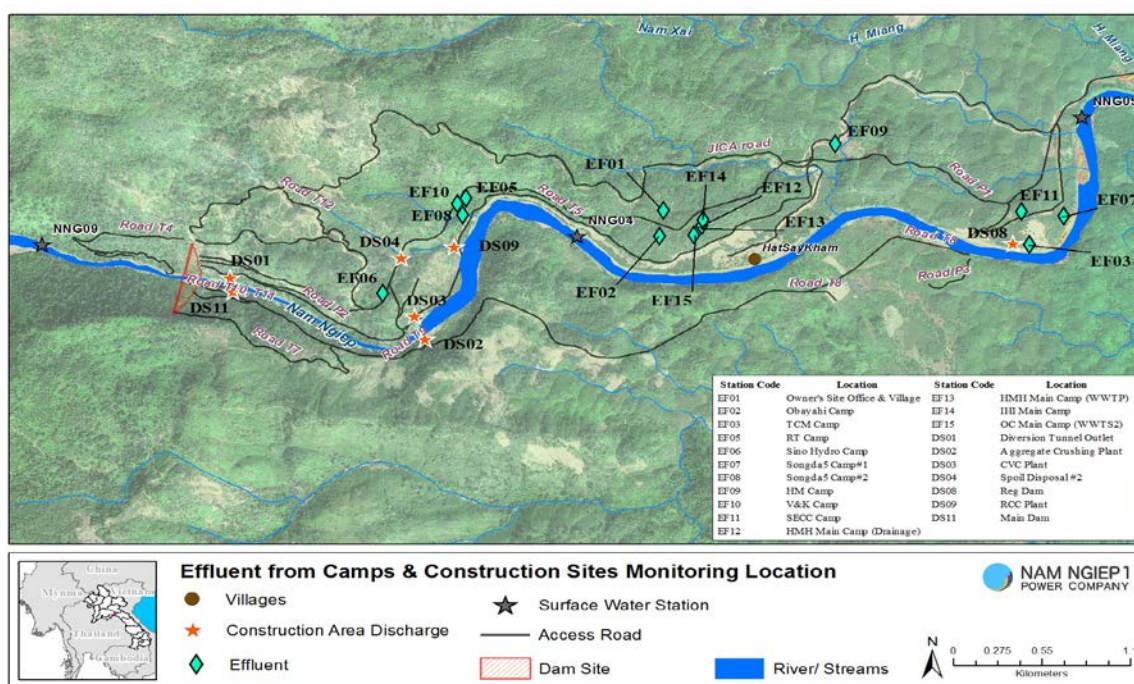 Nam Xai
H. Miang
H. Miang
NNG05
EF09
JICA road
EF14
EF01
EF12
EF10
EF05
Road T12
EF08
Road T5
EF13
Road P1
EF11
EF07
NNG09
Road T4
DS04
DS09
NNG04
HatSayKham
DS08
Road T6
DS01
EF06
EF02
EF15
EF03
Road P3
Road T10
T11
Road P2
DS03
Road T8
DS11
Nam Ngiep
DS02
Road T7
Station Code Location Station Code Location
EF01 Owner's Site Office & Village EF13 HMH Main Camp (WWTP)
EF02 Obayahi Camp EF14 IHI Main Camp
EF03 TCM Camp EF15 OC Main Camp (WWTS2)
EF05 RT Camp DS01 Diversion Tunnel Outlet
EF06 Sino Hydro Camp DS02 Aggregate Crushing Plant
EF07 Songda5 Camp#1 DS03 CVC Plant
EF08 Songda5 Camp#2 DS04 Spoil Disposal #2
EF09 HM Camp DS08 Reg Dam
EF10 V&K Camp DS09 RCC Plant
EF11 SECC Camp DS11 Main Dam
EF12 HMH Main Camp (Drainage)
Effluent from Camps & Construction Sites Monitoring Location
Villages
Surface Water Station
Construction Area Discharge
Access Road
Effluent
Dam Site
River/ Streams
China
Vietnam
Thailand
Cambodia
NAM NGIEP1
POWER COMPANY
N
0 0.275 0.55
Kilometers